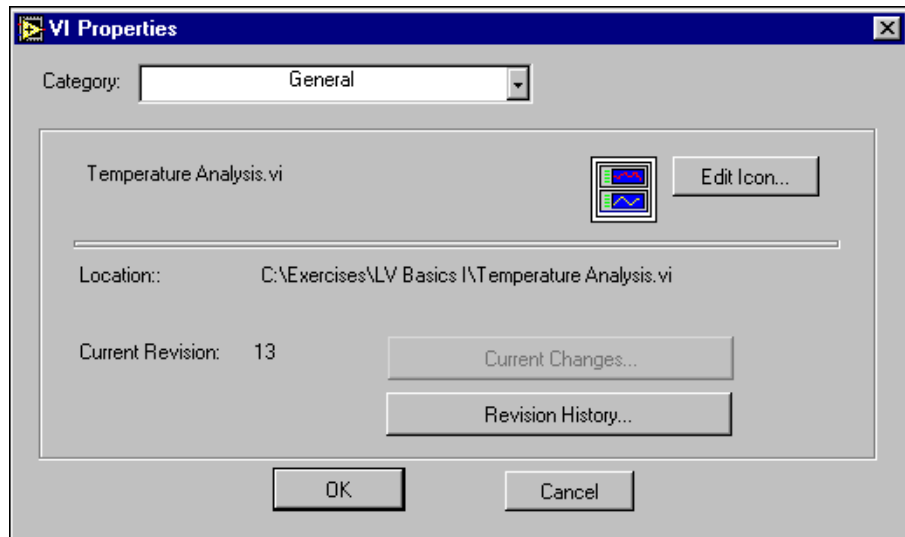 VI Properties
Category: General
Temperature Analysis.vi Edit Icon...
Location:: C:\Exercises\LV Basics I\Temperature Analysis.vi
Current Revision: 13 Current Changes...
Revision History...
OK Cancel